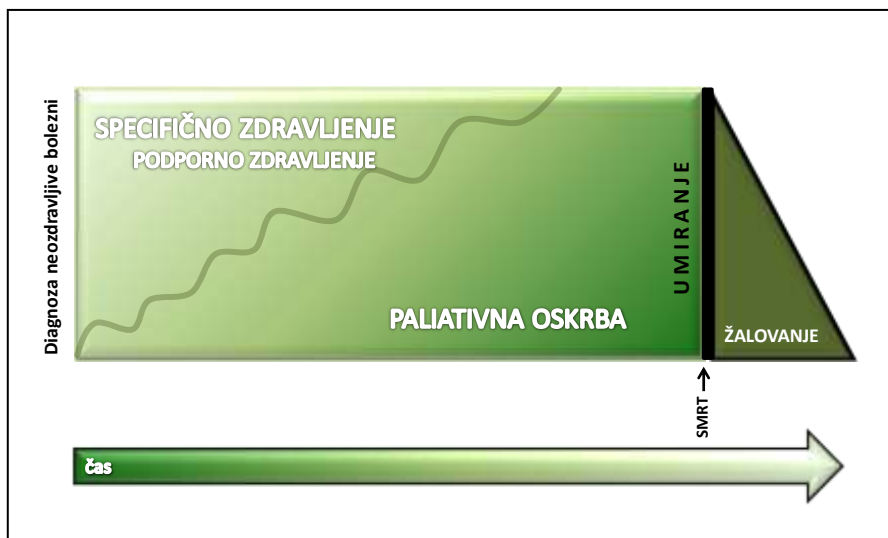 Diagnoza neozdravljive bolezni
SPECIFIČNO ZDRAVLJENJE
PODPORNO ZDRAVLJENJE
PALIATIVNA OSKRBA
UMIRANJE
ŽALOVANJE
SMRT
čas